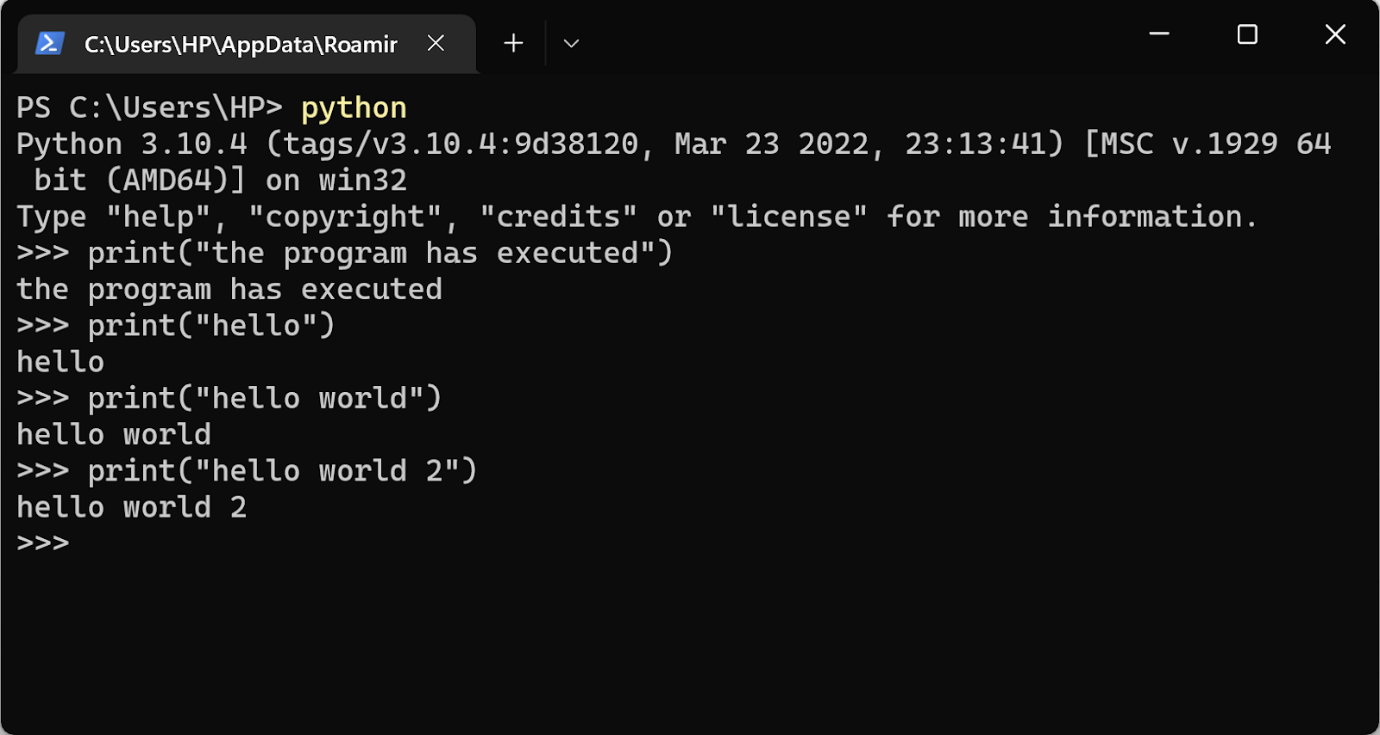 C:\Users\HP\AppData\Roamir
PS C:\Users\HP> python
Python 3.10.4 (tags/v3.10.4:9d38120, Mar 23 2022, 23:13:41) [MSC v.1929 64
 bit (AMD64)] on win32
Type "help", "copyright", "credits" or "license" for more information.
>>> print("the program has executed")
the program has executed
>>> print("hello")
hello
>>> print("hello world")
hello world
>>> print("hello world 2")
hello world 2
>>>